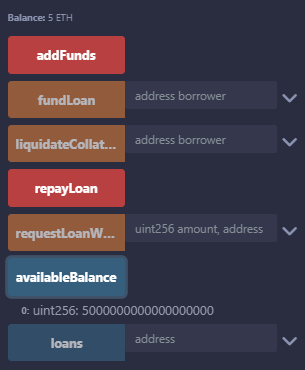 Balance: 5 ETH
addFunds
fundLoan address borrower
liquidateCollat... address borrower
repayLoan
requestLoanW... uint256 amount, address
availableBalance
0: uint256: 5000000000000000000
loans address